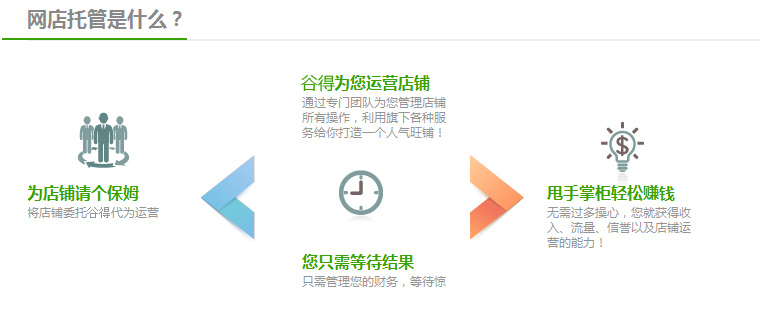 网店托管是什么？
为店铺请个保姆
将店铺委托谷得代为运营
谷得为您运营店铺
通过专门团队为您管理店铺
所有操作，利用旗下各种服
务给你打造一个人气旺铺！
您只需等待结果
只需管理您的财务，等待惊
甩手掌柜轻松赚钱
无需过多操心，您就获得收
入、流量、信誉以及店铺运
营的能力！